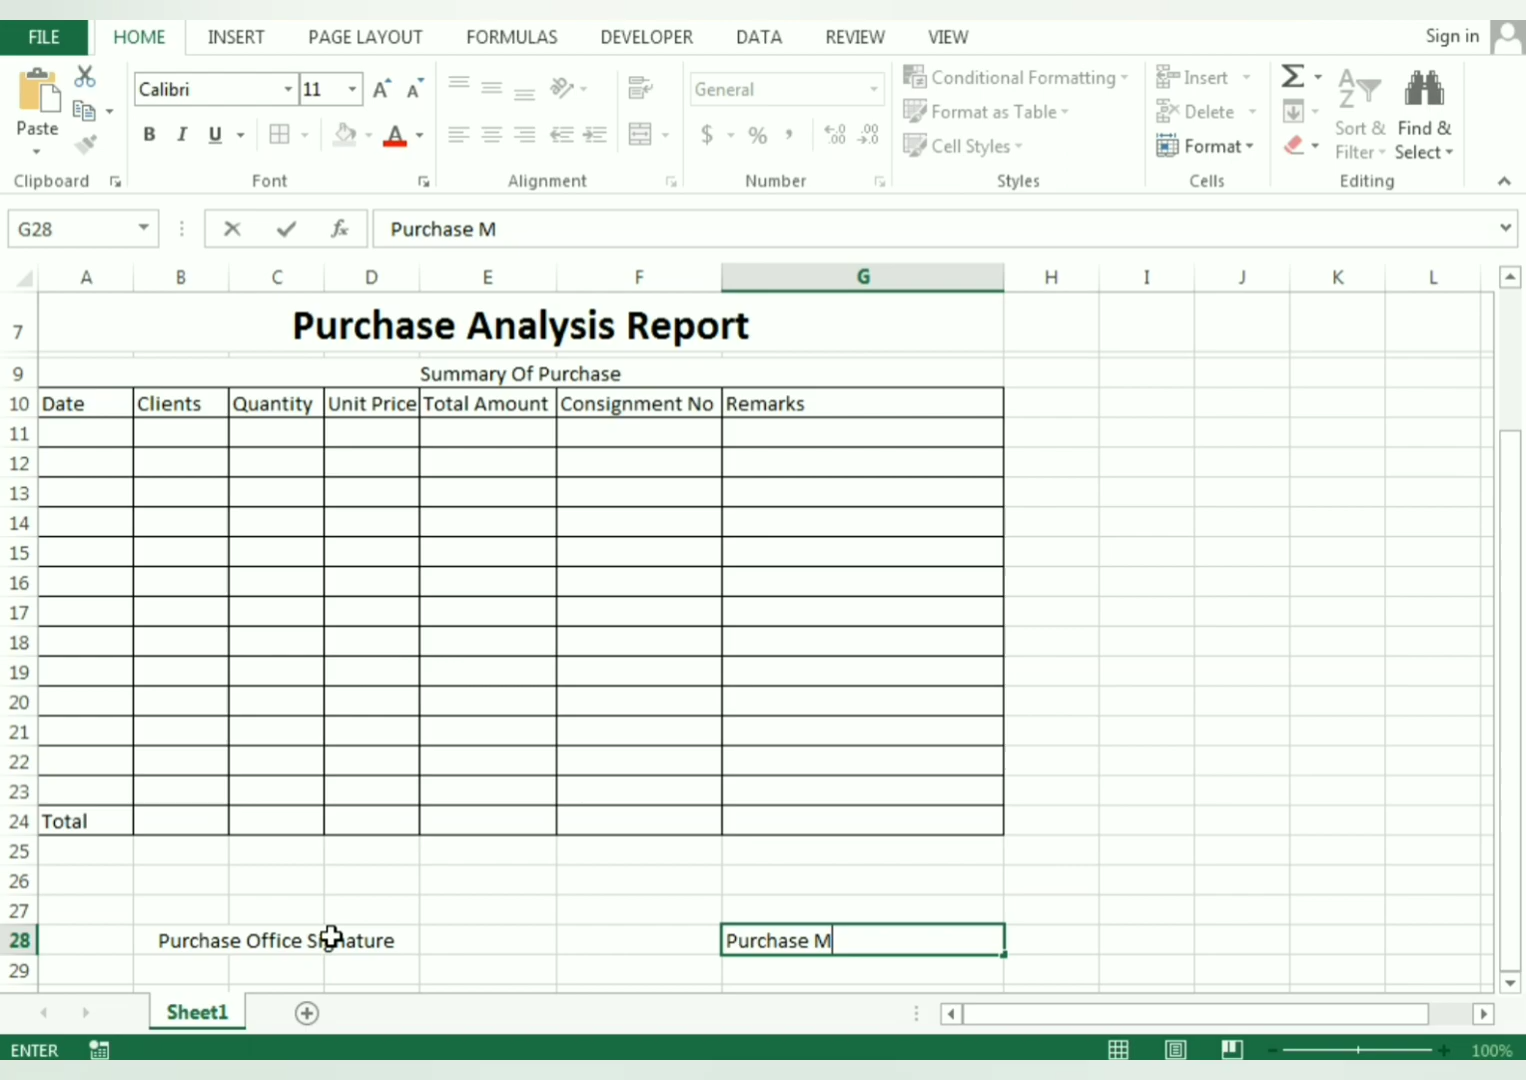 FILE HOME INSERT PAGE LAYOUT FORMULAS DEVELOPER DATA REVIEW VIEW Sign in
Calibri 11 General Conditional Formatting Insert
Format as Table Delete
Paste B I U A $ % , Cell Styles Format Sort & Filter Find & Select
Clipboard Font Alignment Number Styles Cells Editing
G28 fx Purchase M
A B C D E F G H I J K L
7 Purchase Analysis Report
9 Summary Of Purchase
10 Date Clients Quantity Unit Price Total Amount Consignment No Remarks
11
12
13
14
15
16
17
18
19
20
21
22
23
24 Total
25
26
27
28 Purchase Office Signature Purchase M
29
Sheet1
ENTER 100%